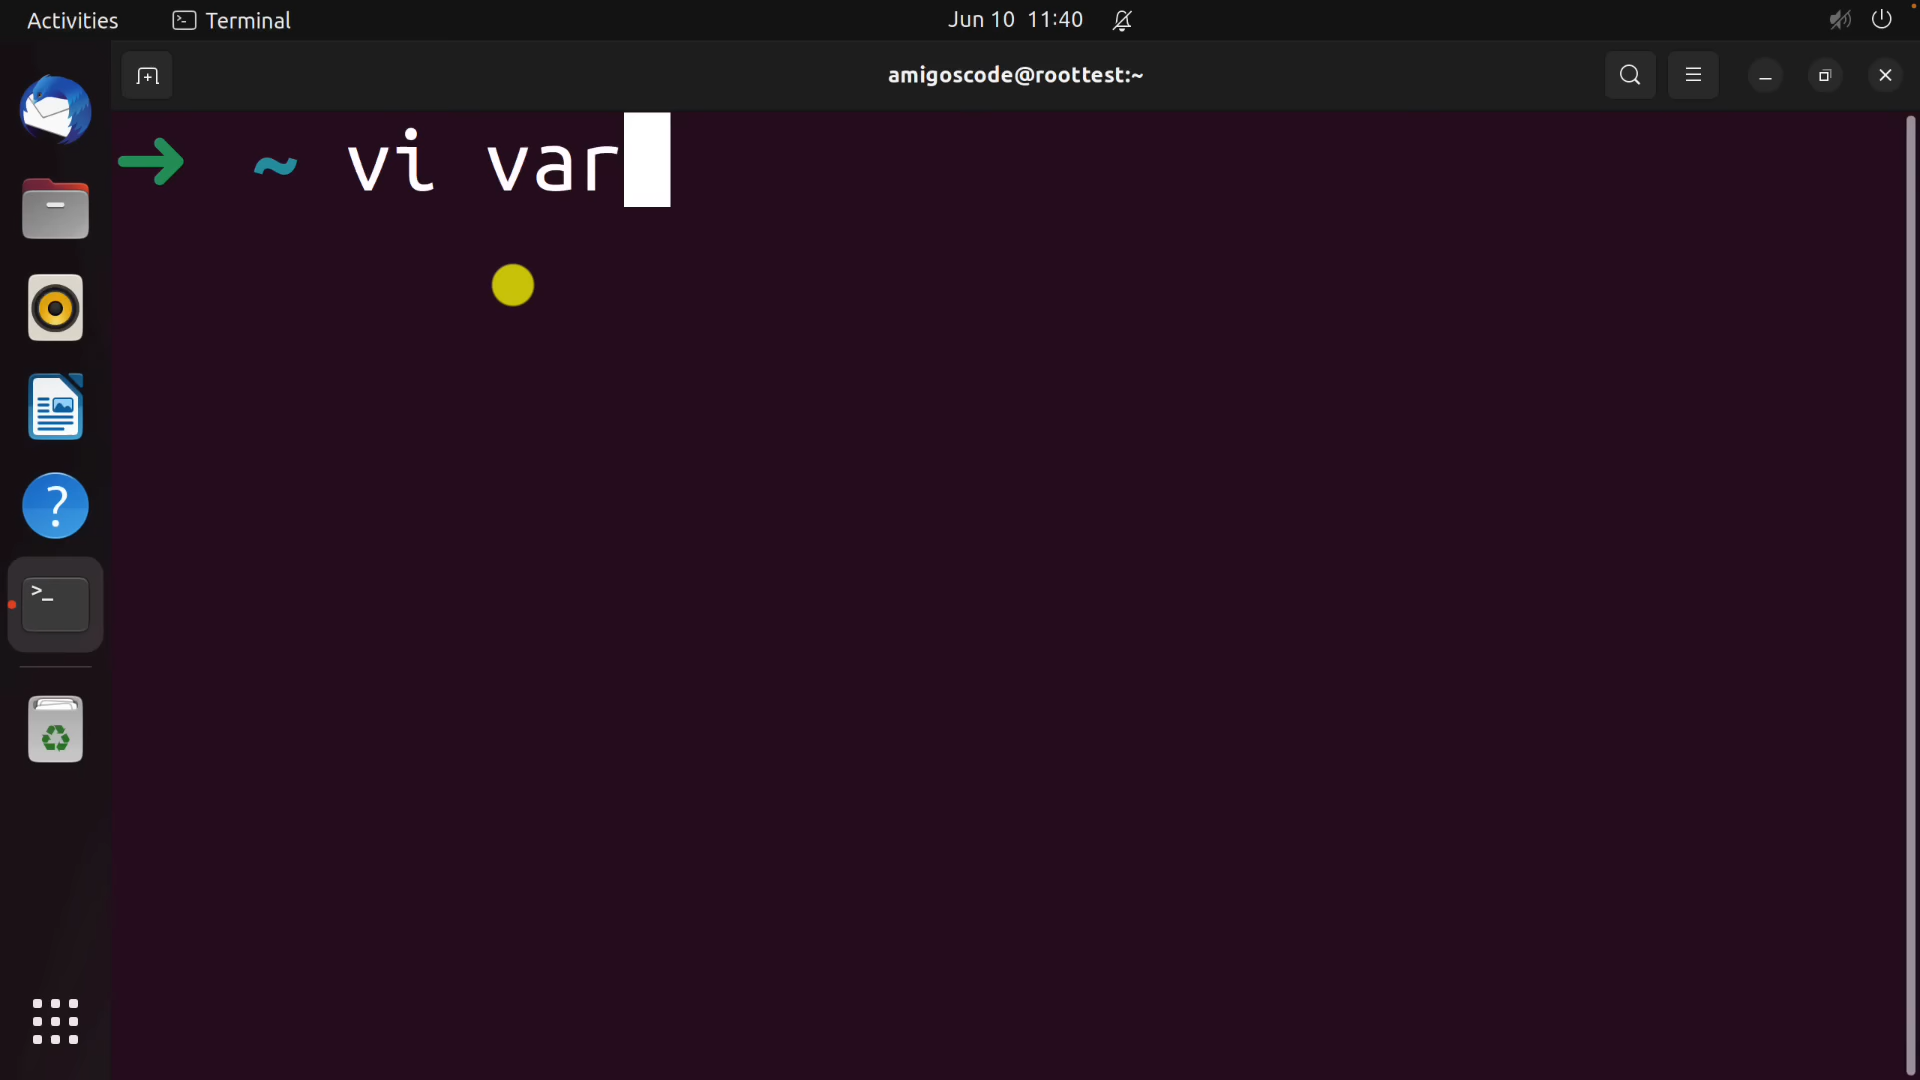 Activities Terminal Jun 10 11:40
amigoscode@roottest:~
➜ ~ vi var
>_
?